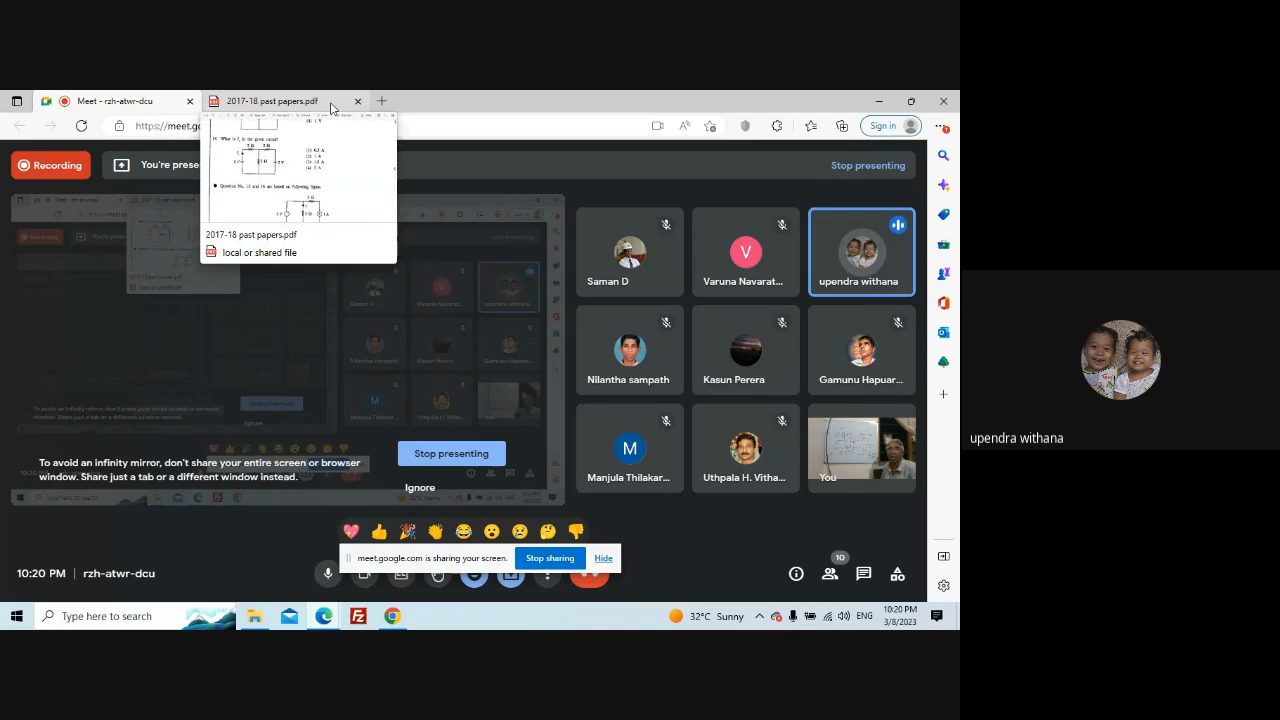 Meet - rzh-atwr-dcu
2017-18 past papers.pdf
https://meet.g
Sign in
Recording
You're prese
Stop presenting
2017-18 past papers.pdf
local or shared file
Saman D
V
Varuna Navarat...
upendra withana
Nilantha sampath
Kasun Perera
Gamunu Hapuar...
M
Manjula Thilakar...
Uthpala H. Vitha...
You
upendra withana
To avoid an infinity mirror, don't share your entire screen or browser
window. Share just a tab or a different window instead.
Stop presenting
Ignore
meet.google.com is sharing your screen.
Stop sharing
Hide
10:20 PM | rzh-atwr-dcu
10
Type here to search
32°C Sunny
ENG
10:20 PM
3/8/2023